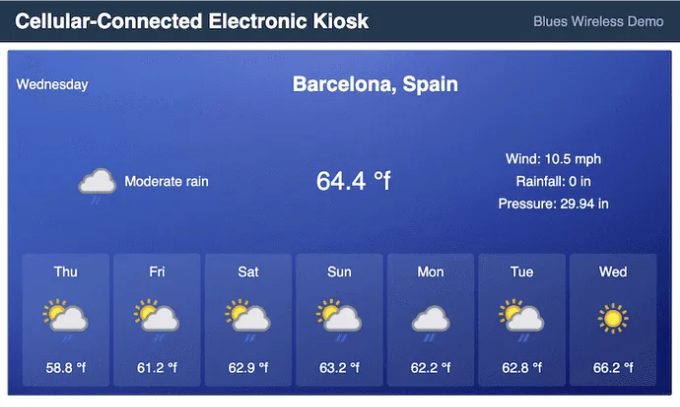 Cellular-Connected Electronic Kiosk
Blues Wireless Demo
Wednesday
Barcelona, Spain
Moderate rain
64.4 °f
Wind: 10.5 mph
Rainfall: 0 in
Pressure: 29.94 in
Thu
Fri
Sat
Sun
Mon
Tue
Wed
58.8 °f
61.2 °f
62.9 °f
63.2 °f
62.2 °f
62.8 °f
66.2 °f